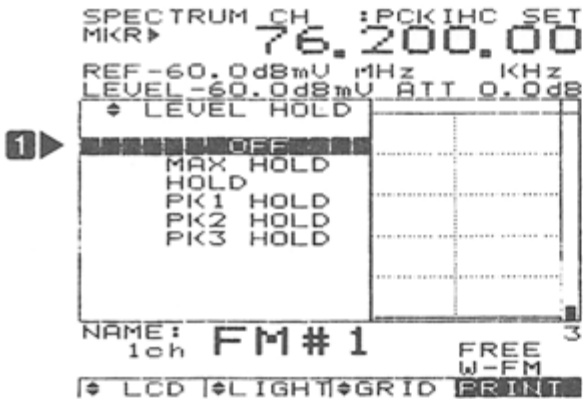 SPECTRUM CH :PCKIHC SET
MKR▶ 76.200.00
REF-60.0dBmV MHz KHz
LEVEL-60.0dBmV ATT 0.0dB
◆ LEVEL HOLD
1▶ OFF
MAX HOLD
HOLD
PK1 HOLD
PK2 HOLD
PK3 HOLD
NAME: 3
1ch FM#1 FREE
W-FM
◆ LCD ◆LIGHT ◆GRID PRINT